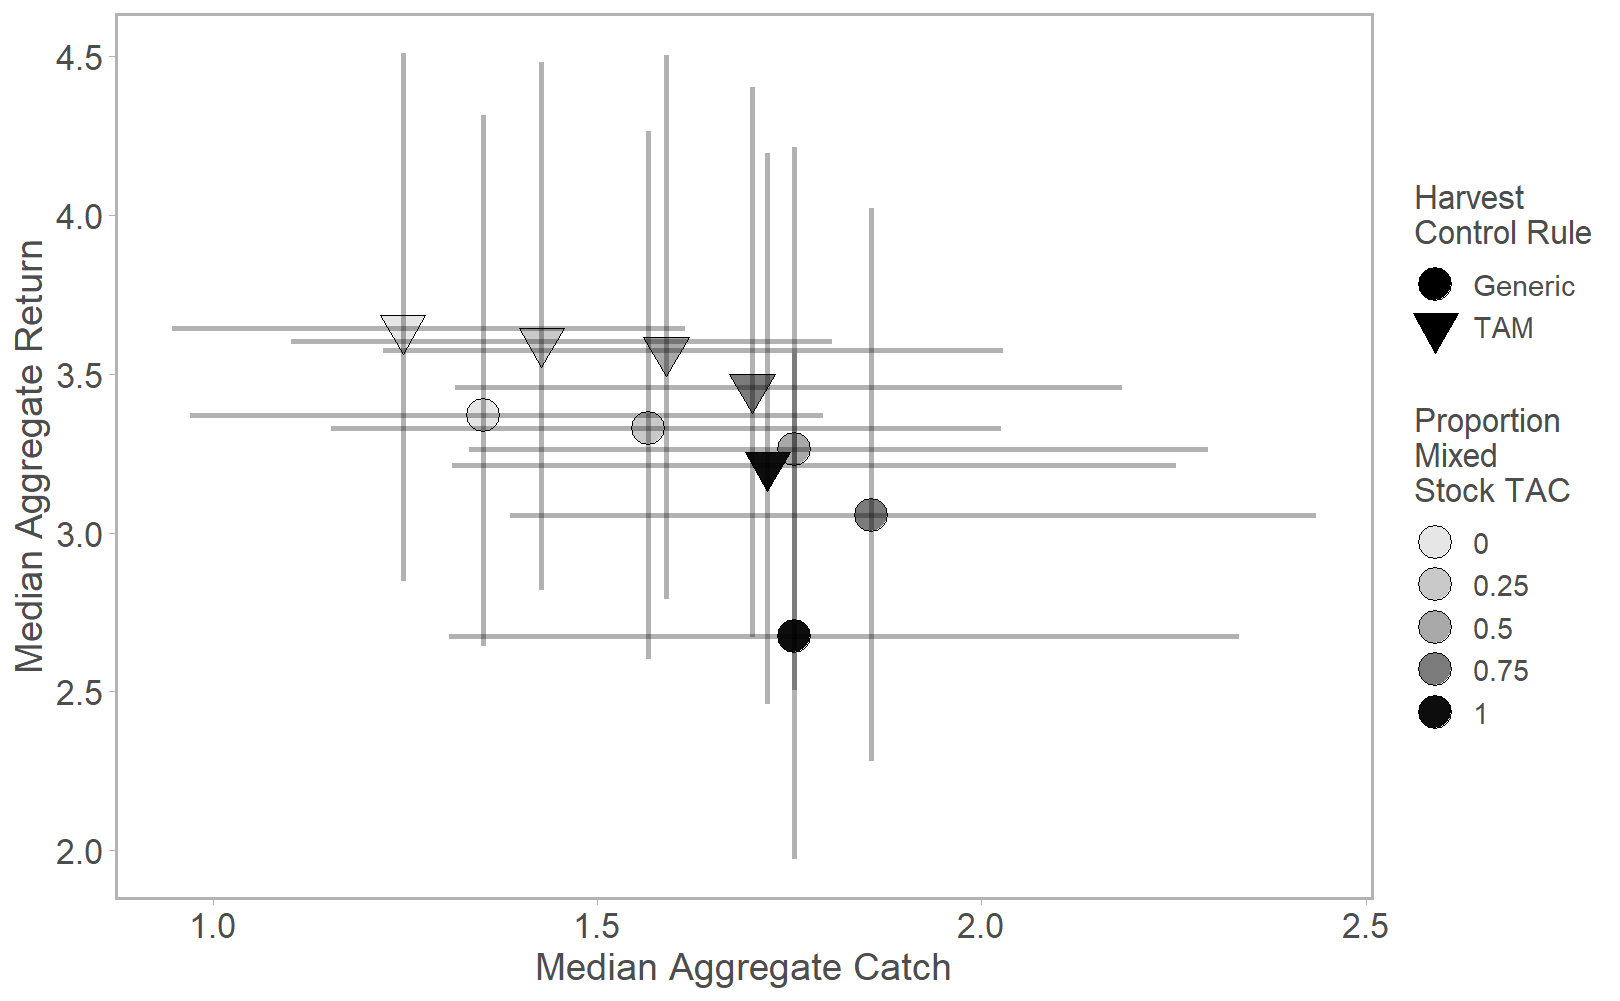 4.5
4.0
3.5
3.0
2.5
2.0
Median Aggregate Return
1.0
1.5
2.0
2.5
Median Aggregate Catch
Harvest
Control Rule
Generic
TAM
Proportion
Mixed
Stock TAC
0
0.25
0.5
0.75
1